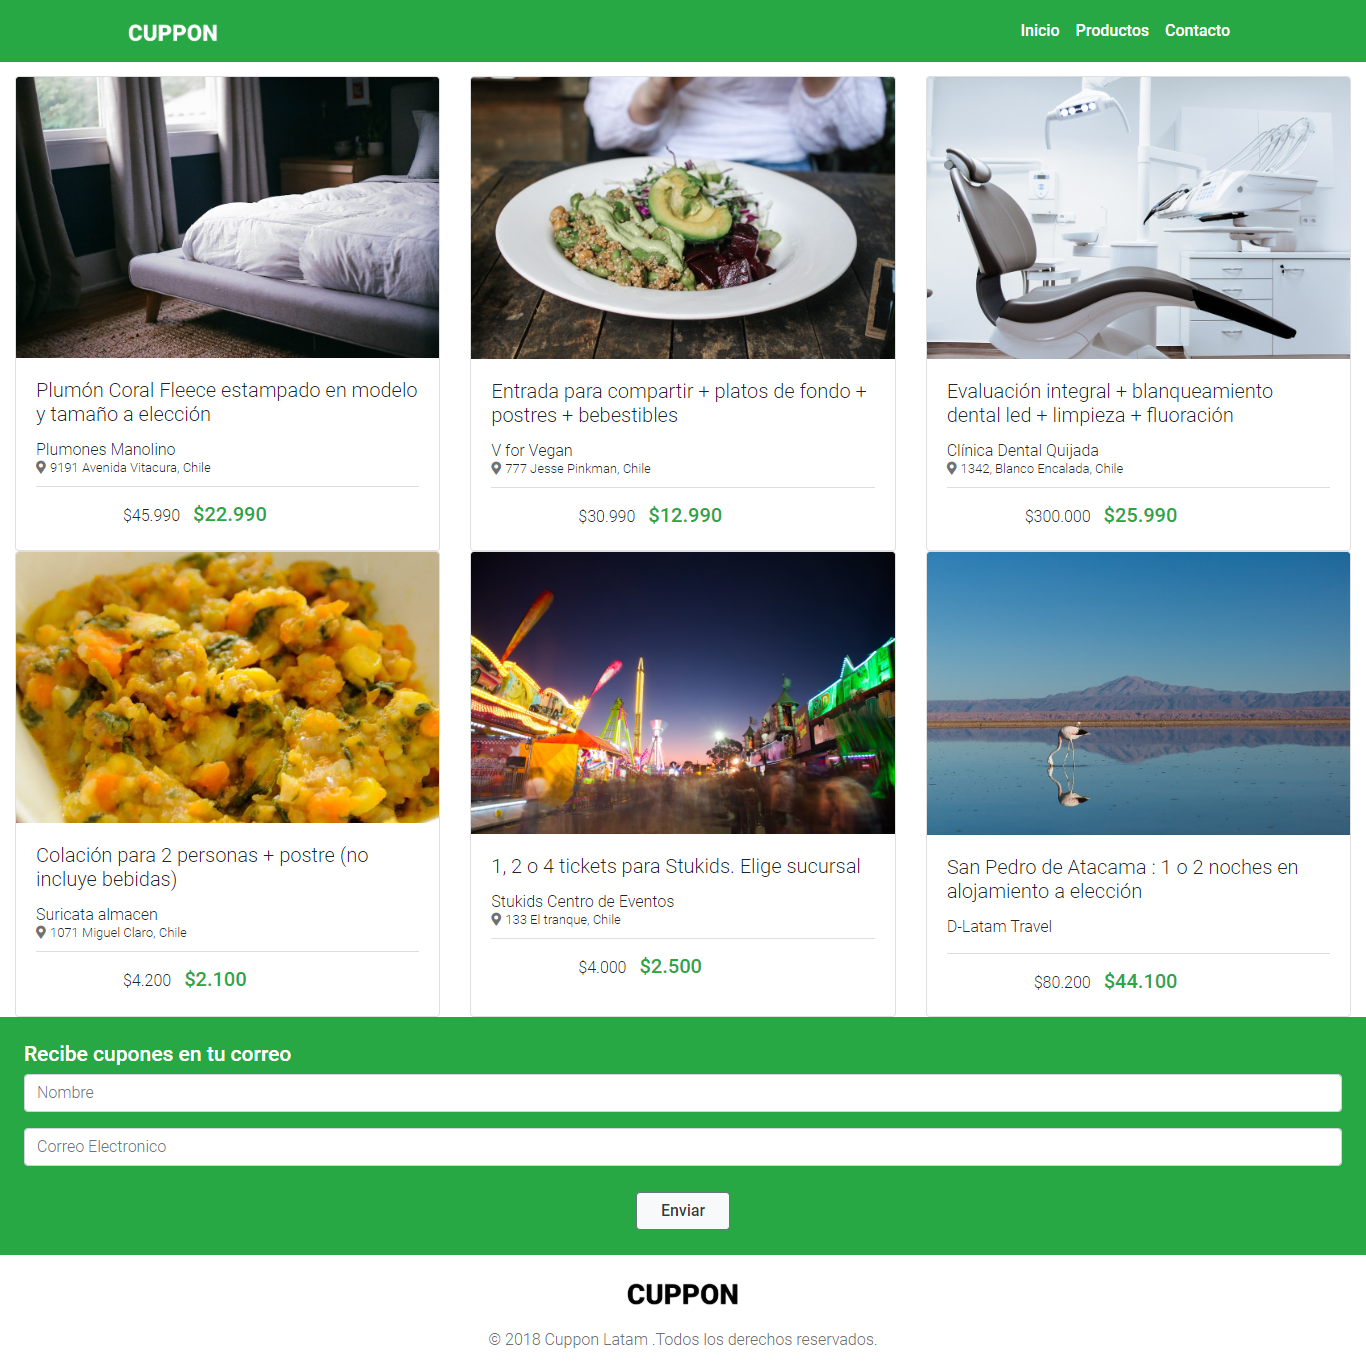 CUPPON
Inicio Productos Contacto
Plumón Coral Fleece estampado en modelo
y tamaño a elección
Plumones Manolino
9191 Avenida Vitacura, Chile
$45.990 $22.990
Entrada para compartir + platos de fondo +
postres + bebestibles
V for Vegan
777 Jesse Pinkman, Chile
$30.990 $12.990
Evaluación integral + blanqueamiento
dental led + limpieza + fluoración
Clínica Dental Quijada
1342, Blanco Encalada, Chile
$300.000 $25.990
Colación para 2 personas + postre (no
incluye bebidas)
Suricata almacen
1071 Miguel Claro, Chile
$4.200 $2.100
1, 2 o 4 tickets para Stukids. Elige sucursal
Stukids Centro de Eventos
133 El tranque, Chile
$4.000 $2.500
San Pedro de Atacama : 1 o 2 noches en
alojamiento a elección
D-Latam Travel
$80.200 $44.100
Recibe cupones en tu correo
Nombre
Correo Electronico
Enviar
CUPPON
© 2018 Cuppon Latam .Todos los derechos reservados.